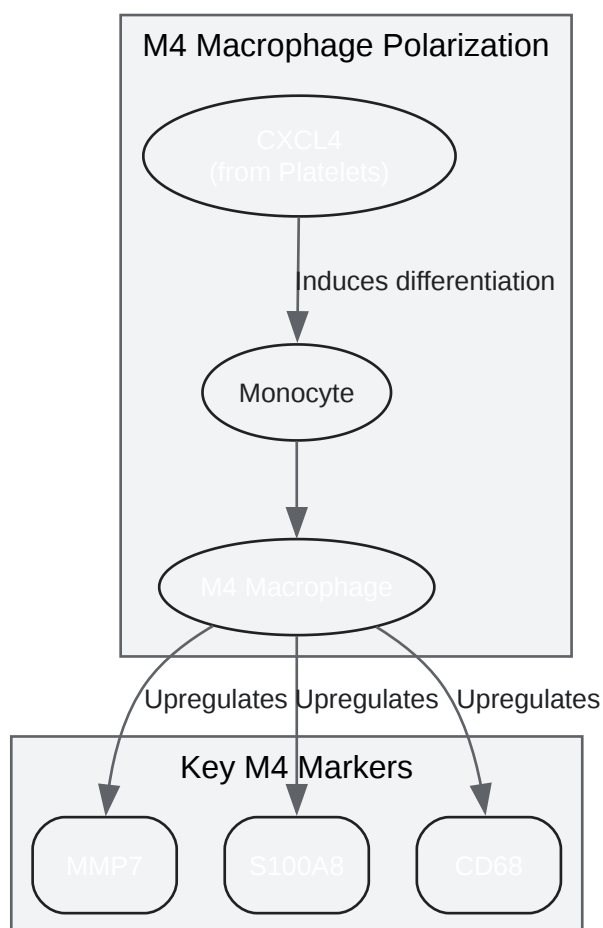 M4 Macrophage Polarization
CXCL4
(from Platelets)
Induces differentiation
Monocyte
M4 Macrophage
Upregulates
Upregulates
Upregulates
Key M4 Markers
MMP7
S100A8
CD68